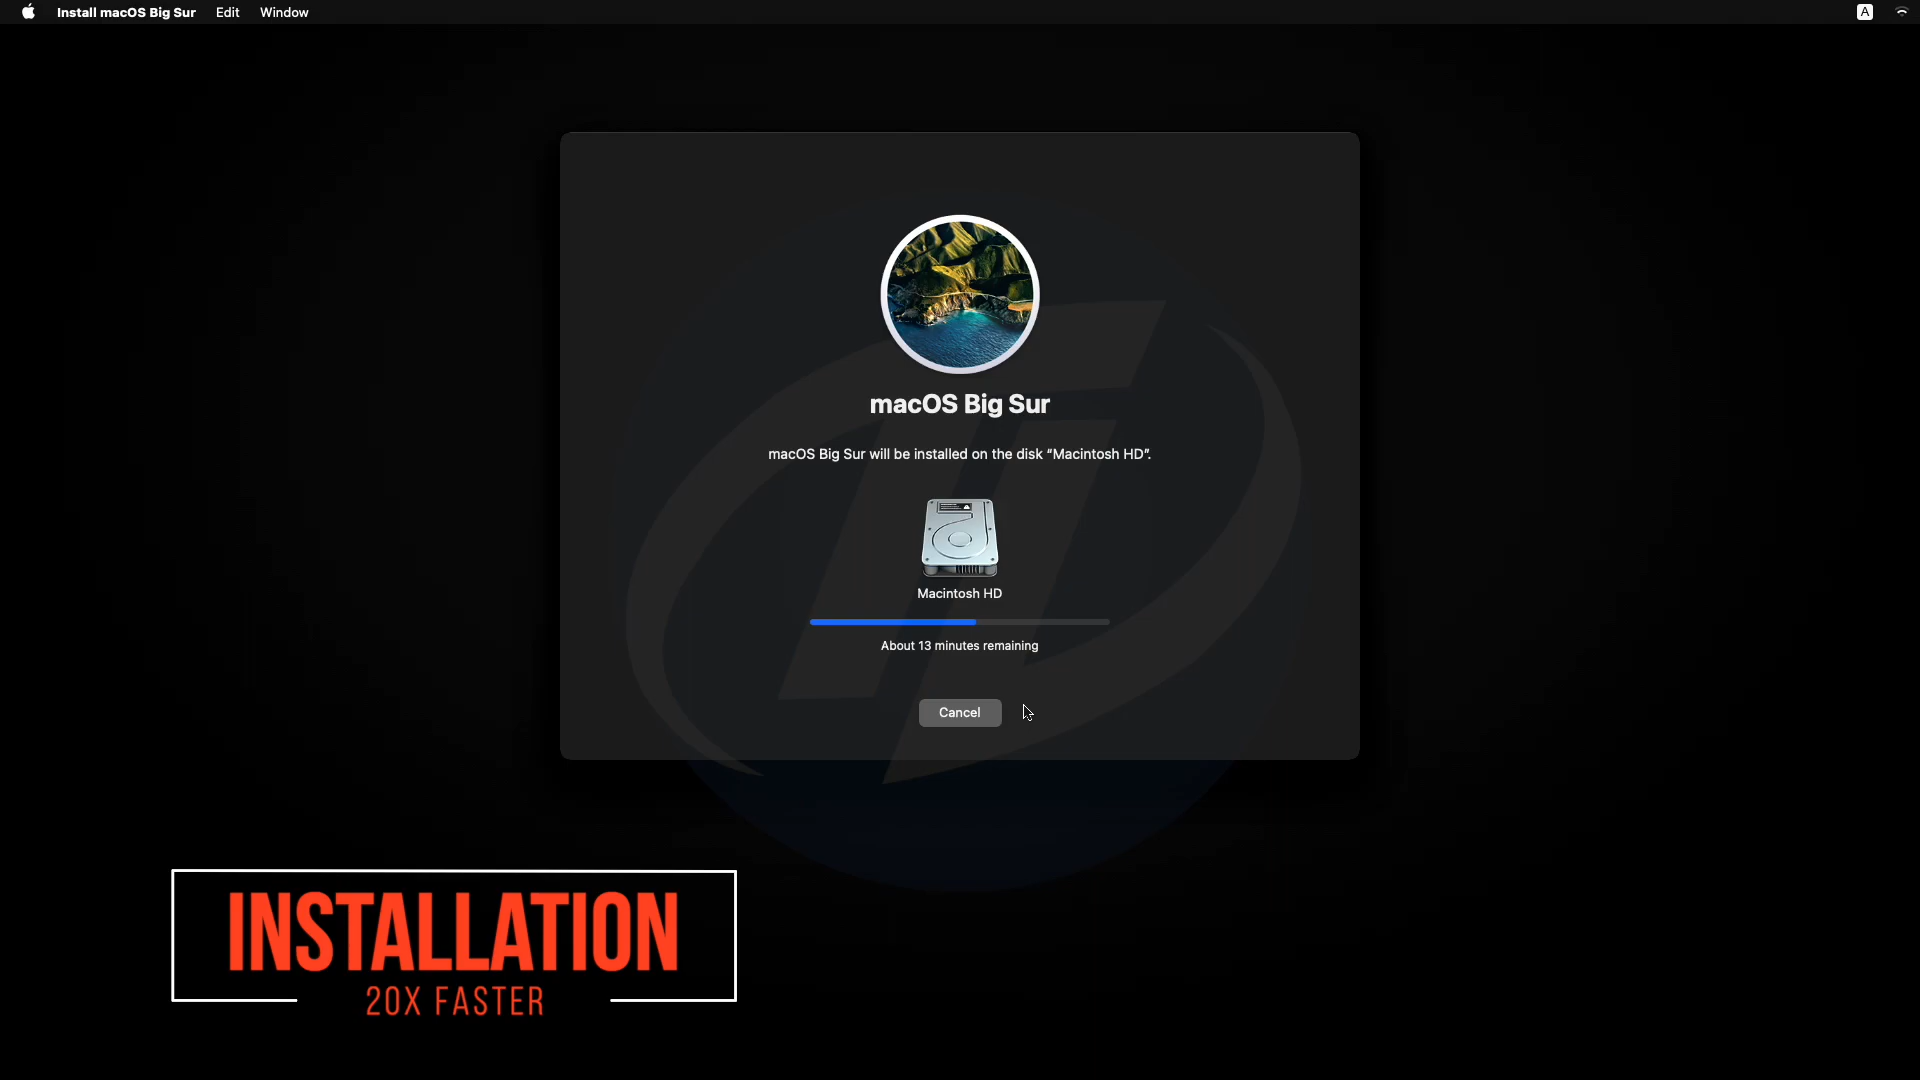 Install macOS Big Sur Edit Window A
macOS Big Sur
macOS Big Sur will be installed on the disk “Macintosh HD”.
Macintosh HD
About 13 minutes remaining
Cancel
INSTALLATION
20X FASTER